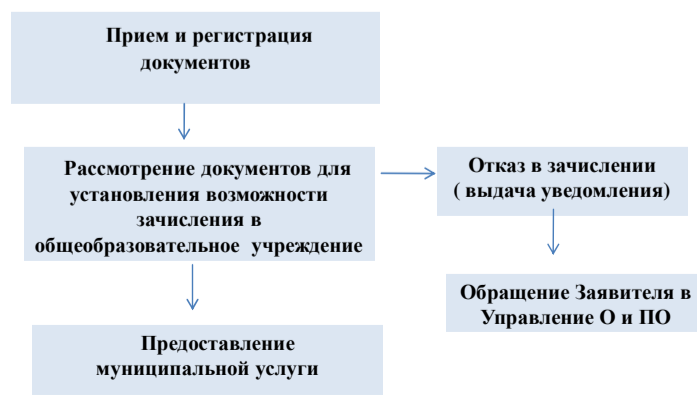 Прием и регистрация
документов
Рассмотрение документов для
установления возможности
зачисления в
общеобразовательное учреждение
Отказ в зачислении
( выдача уведомления)
Обращение Заявителя в
Управление О и ПО
Предоставление
муниципальной услуги